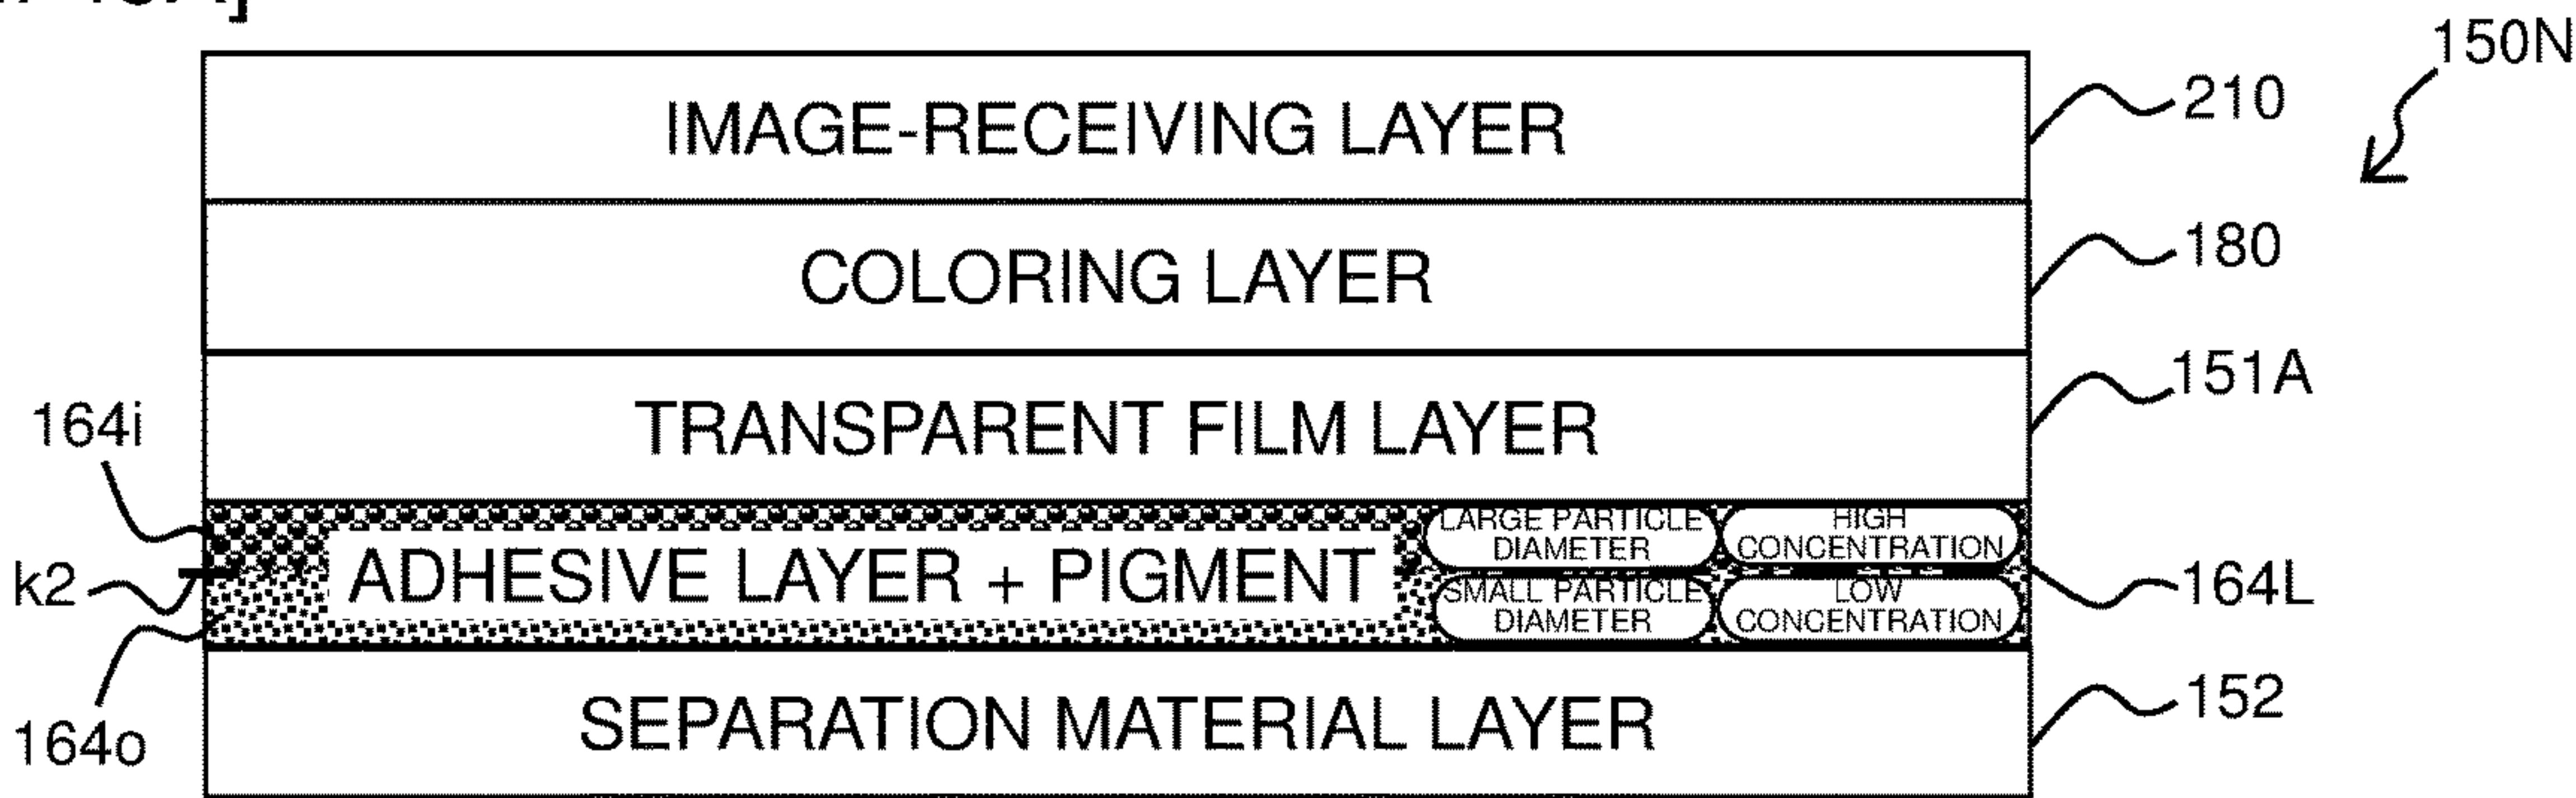 150N
IMAGE-RECEIVING LAYER
210
COLORING LAYER
180
TRANSPARENT FILM LAYER
151A
164i
k2
164o
ADHESIVE LAYER + PIGMENT
LARGE PARTICLE
DIAMETER
HIGH
CONCENTRATION
SMALL PARTICLE
DIAMETER
LOW
CONCENTRATION
164L
SEPARATION MATERIAL LAYER
152